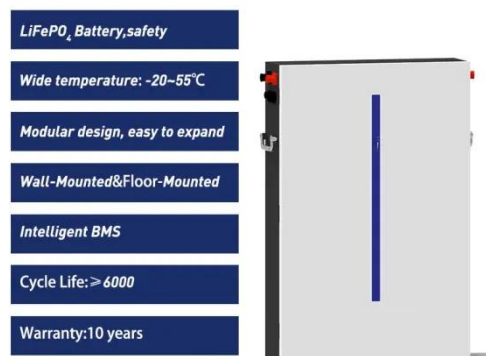 LiFePO₄ Battery,safety
Wide temperature: -20~55℃
Modular design, easy to expand
Wall-Mounted&Floor-Mounted
Intelligent BMS
Cycle Life:≥6000
Warranty:10 years